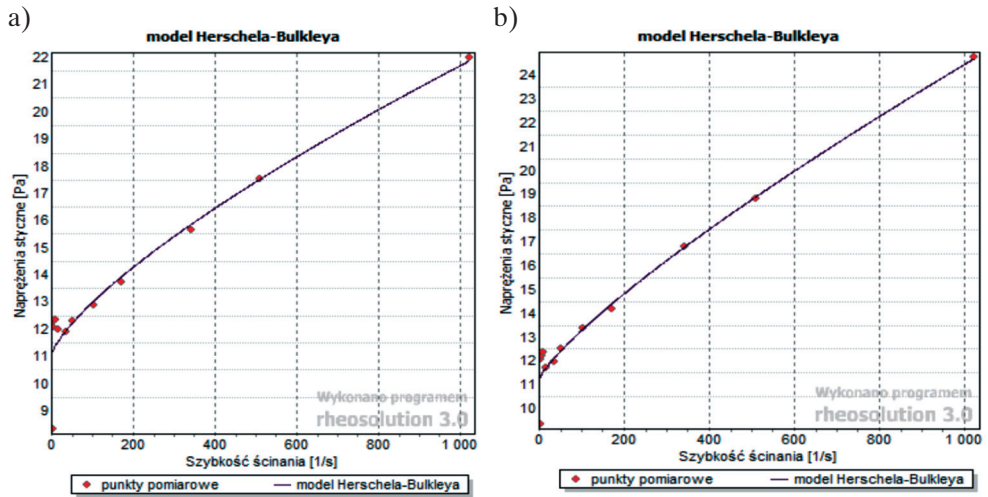 a)
model Herschela-Bulkleya
Naprężenia styczne [Pa]
22
21
20
19
18
17
16
15
14
13
12
11
10
9
0 200 400 600 800 1 000
Szybkość ścinania [1/s]
Wykonano programem
rheosolution 3.0
punkty pomiarowe model Herschela-Bulkleya
b)
model Herschela-Bulkleya
Naprężenia styczne [Pa]
24
23
22
21
20
19
18
17
16
15
14
13
12
11
10
0 200 400 600 800 1 000
Szybkość ścinania [1/s]
Wykonano programem
rheosolution 3.0
punkty pomiarowe model Herschela-Bulkleya